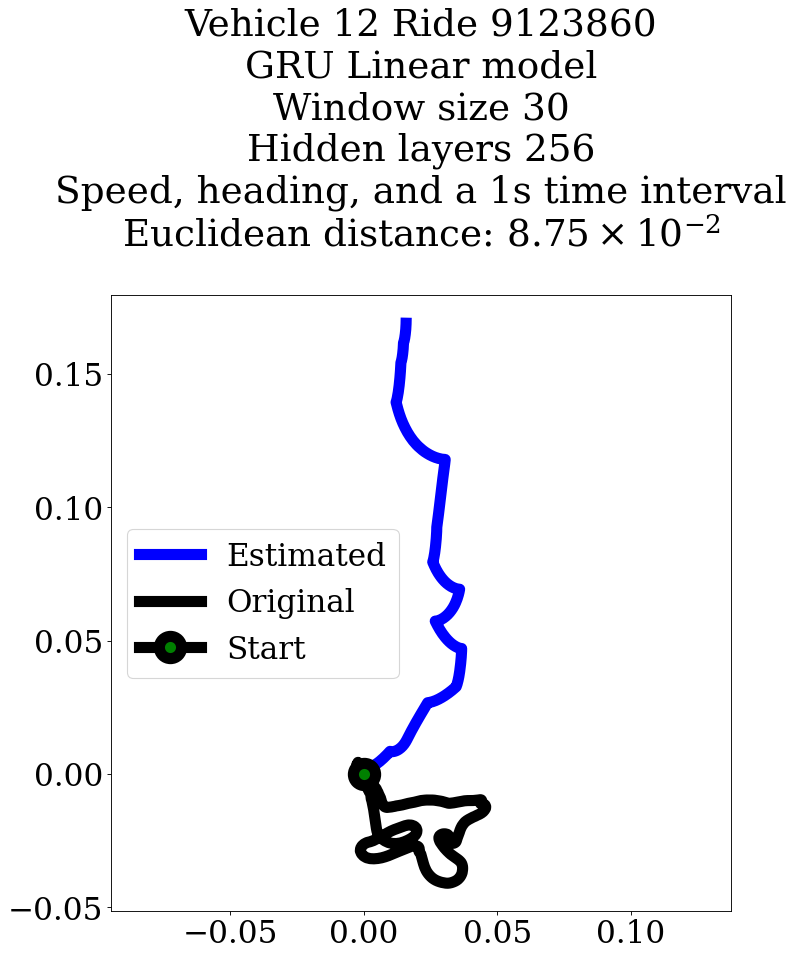 Vehicle 12 Ride 9123860
GRU Linear model
Window size 30
Hidden layers 256
Speed, heading, and a 1s time interval
Euclidean distance: 8.75 × 10⁻²
0.15
0.10
Estimated
Original
0.05
Start
0.00
−0.05
−0.05 0.00 0.05 0.10